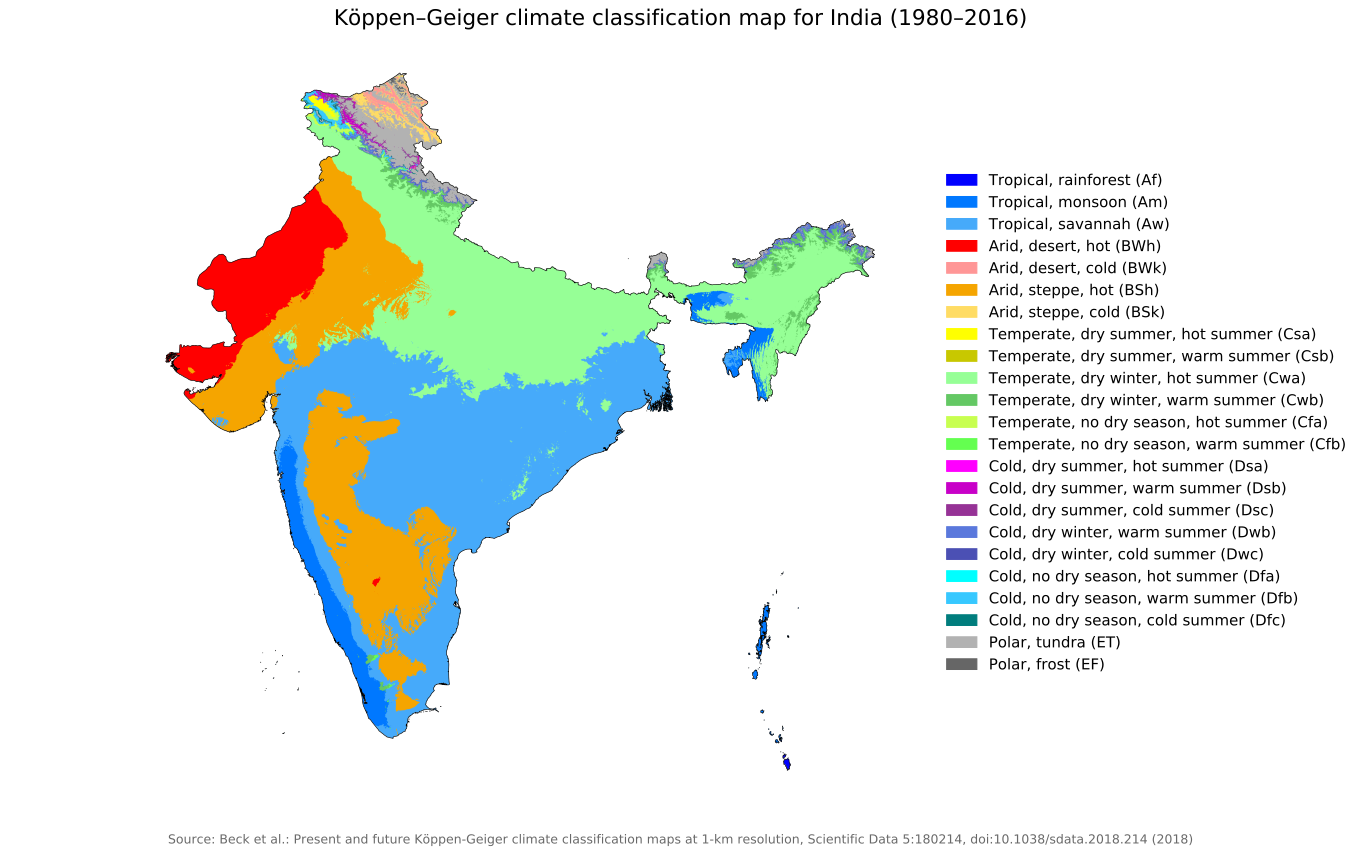 Köppen–Geiger climate classification map for India (1980–2016)
Tropical, rainforest (Af)
Tropical, monsoon (Am)
Tropical, savannah (Aw)
Arid, desert, hot (BWh)
Arid, desert, cold (BWk)
Arid, steppe, hot (BSh)
Arid, steppe, cold (BSk)
Temperate, dry summer, hot summer (Csa)
Temperate, dry summer, warm summer (Csb)
Temperate, dry winter, hot summer (Cwa)
Temperate, dry winter, warm summer (Cwb)
Temperate, no dry season, hot summer (Cfa)
Temperate, no dry season, warm summer (Cfb)
Cold, dry summer, hot summer (Dsa)
Cold, dry summer, warm summer (Dsb)
Cold, dry summer, cold summer (Dsc)
Cold, dry winter, warm summer (Dwb)
Cold, dry winter, cold summer (Dwc)
Cold, no dry season, hot summer (Dfa)
Cold, no dry season, warm summer (Dfb)
Cold, no dry season, cold summer (Dfc)
Polar, tundra (ET)
Polar, frost (EF)
Source: Beck et al.: Present and future Köppen-Geiger climate classification maps at 1-km resolution, Scientific Data 5:180214, doi:10.1038/sdata.2018.214 (2018)